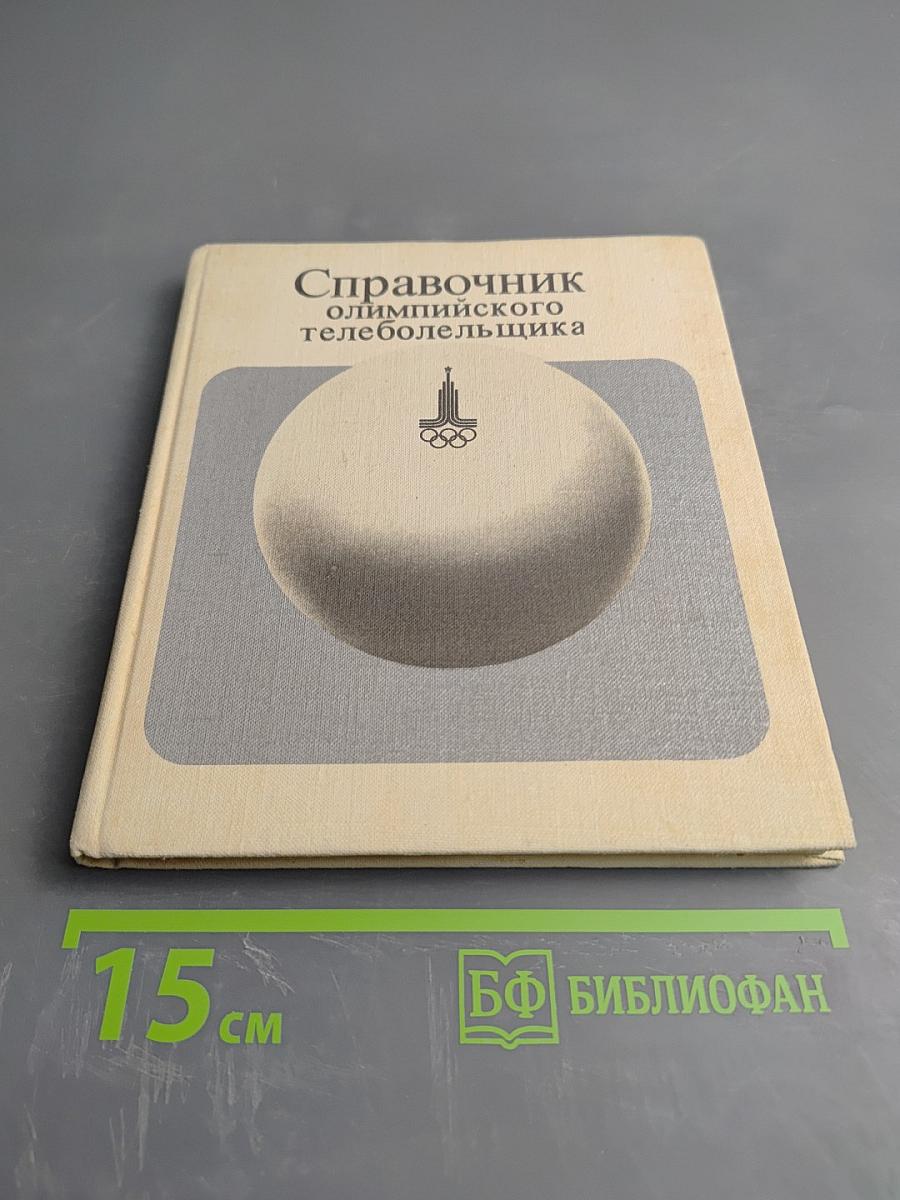 Справочник
олимпийского
телеболельщика
15 см
БФ БИБЛИОФАН